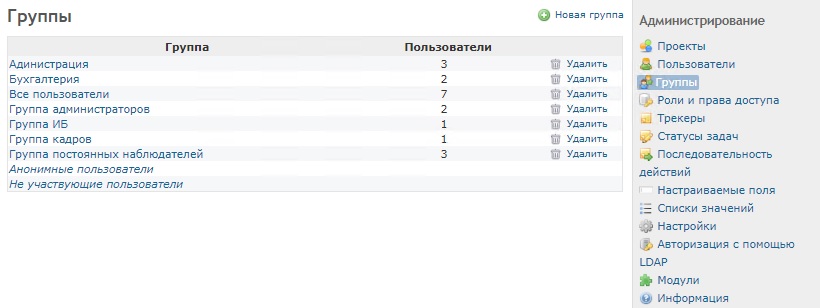 Группы
Новая группа
Группа Пользователи
Адинистрация 3 Удалить
Бухгалтерия 2 Удалить
Все пользователи 7 Удалить
Группа администраторов 2 Удалить
Группа ИБ 1 Удалить
Группа кадров 1 Удалить
Группа постоянных наблюдателей 3 Удалить
Анонимные пользователи
Не участвующие пользователи
Администрирование
Проекты
Пользователи
Группы
Роли и права доступа
Трекеры
Статусы задач
Последовательность
действий
Настраиваемые поля
Списки значений
Настройки
Авторизация с помощью
LDAP
Модули
Информация